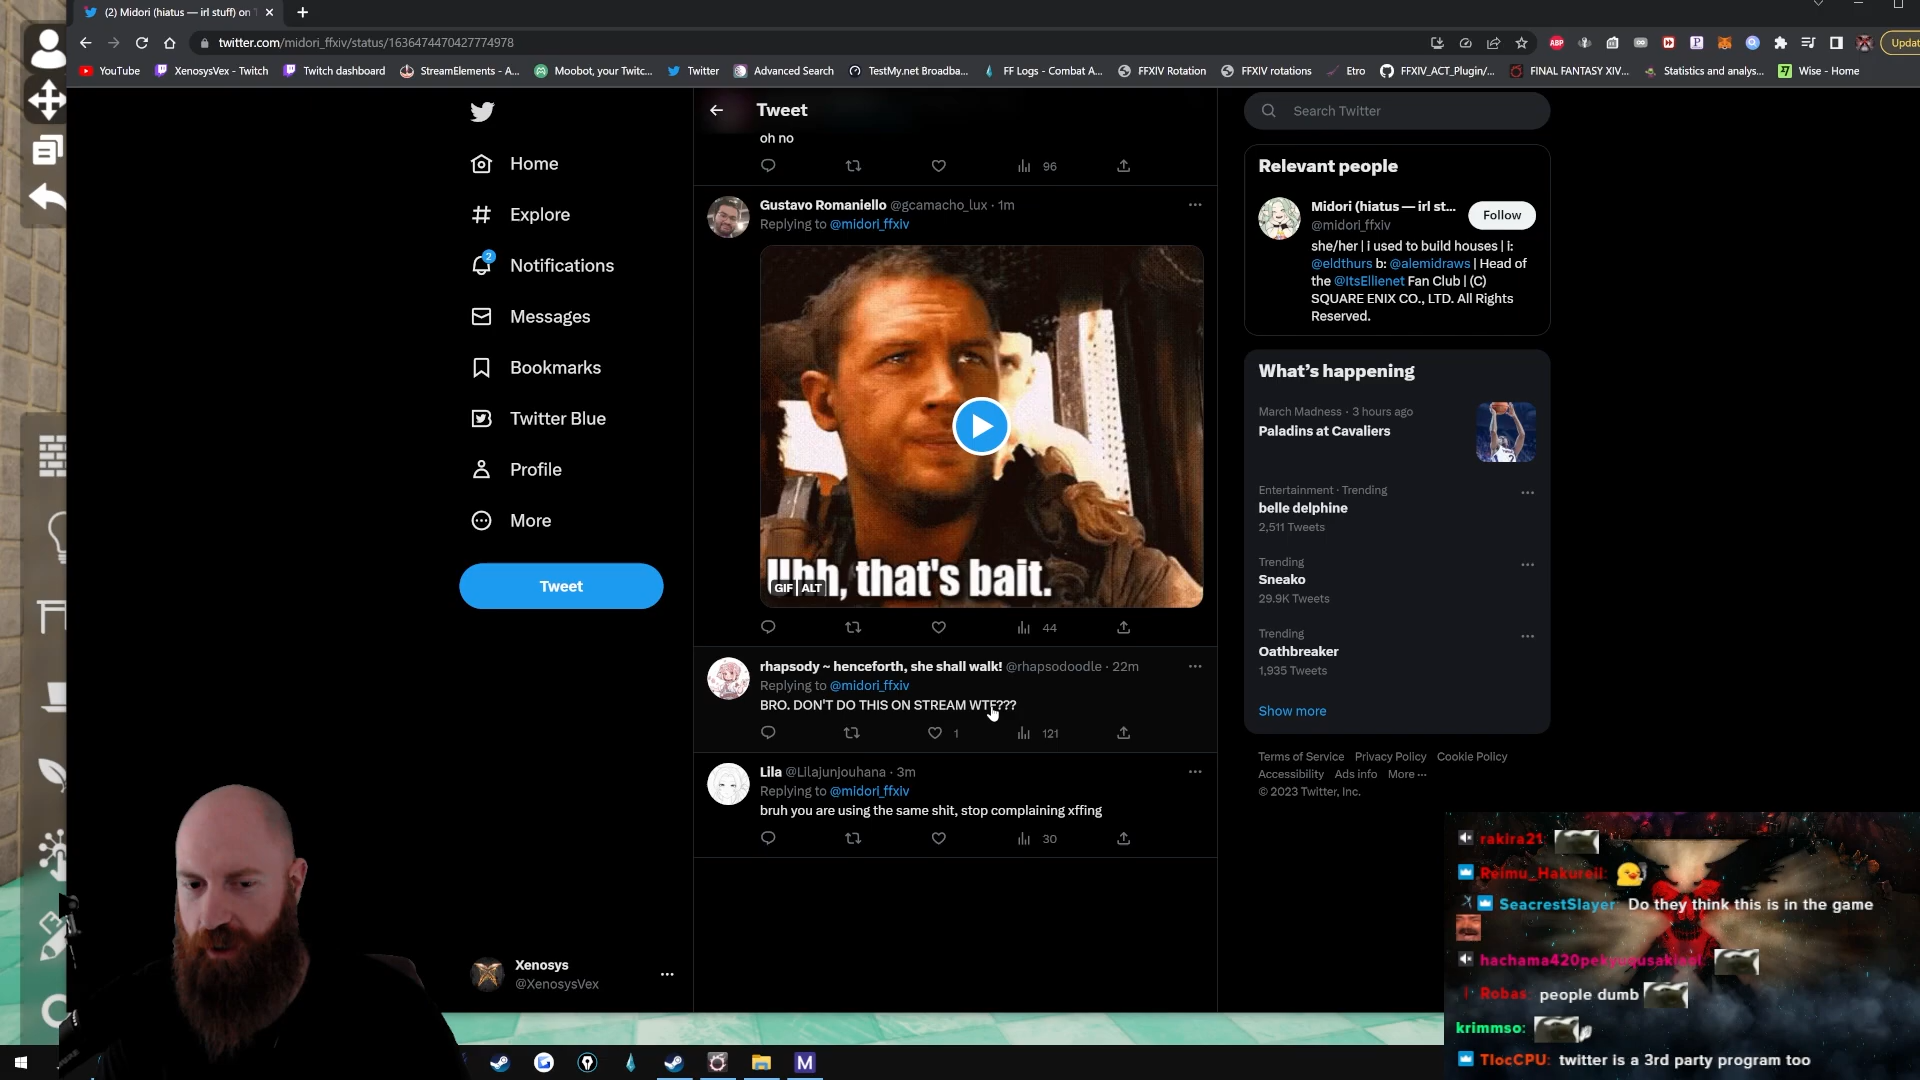 (2) Midori (hiatus — irl stuff) on
twitter.com/midori_ffxiv/status/1636474470427774978
ABP
Updat
YouTube
XenosysVex - Twitch
Twitch dashboard
StreamElements - A...
Moobot, your Twitc...
Twitter
Advanced Search
TestMy.net Broadba...
FF Logs - Combat A...
FFXIV Rotation
FFXIV rotations
Etro
FFXIV_ACT_Plugin/...
FINAL FANTASY XIV...
Statistics and analys...
Wise - Home
Home
Explore
2
Notifications
Messages
Bookmarks
Twitter Blue
Profile
More
Tweet
Xenosys
@XenosysVex
Tweet
oh no
96
Gustavo Romaniello @gcamacho_lux · 1m
Replying to @midori_ffxiv
Uhh, that's bait.
GIF ALT
44
rhapsody ~ henceforth, she shall walk! @rhapsodoodle · 22m
Replying to @midori_ffxiv
BRO. DON'T DO THIS ON STREAM WTF???
1
121
Lila @Lilajunjouhana · 3m
Replying to @midori_ffxiv
bruh you are using the same shit, stop complaining xffing
30
Search Twitter
Relevant people
Midori (hiatus — irl st...
@midori_ffxiv
Follow
she/her | i used to build houses | i:
@eldthurs b: @alemidraws | Head of
the @ItsEllienet Fan Club | (C)
SQUARE ENIX CO., LTD. All Rights
Reserved.
What's happening
March Madness · 3 hours ago
Paladins at Cavaliers
Entertainment · Trending
belle delphine
2,511 Tweets
Trending
Sneako
29.9K Tweets
Trending
Oathbreaker
1,935 Tweets
Show more
Terms of Service Privacy Policy Cookie Policy
Accessibility Ads info More ···
© 2023 Twitter, Inc.
rakira21
Reimu_Hakureil:
SeacrestSlayer Do they think this is in the game
Robas: people dumb
krimmso:
TlocCPU: twitter is a 3rd party program too
M